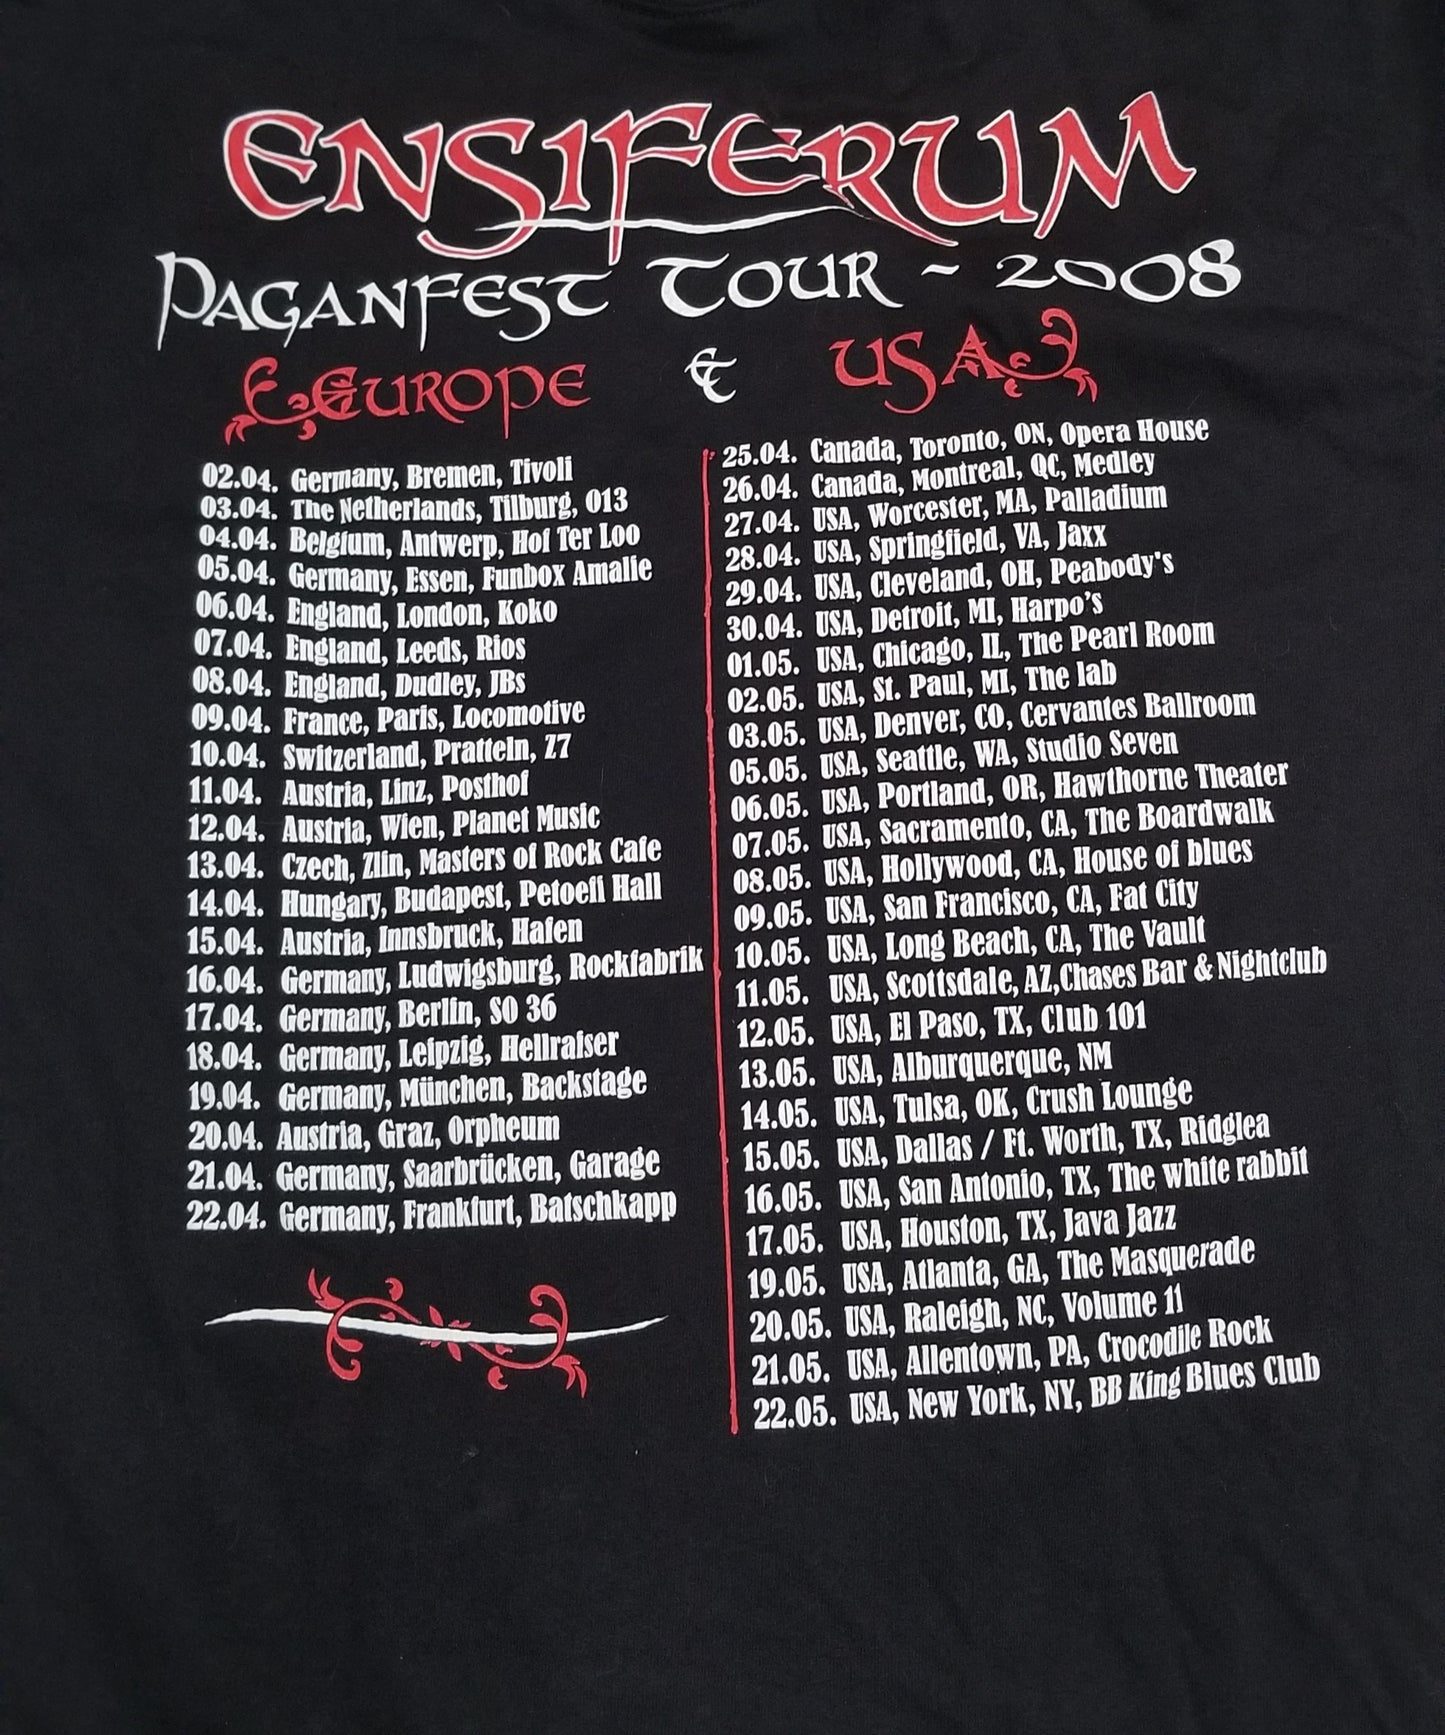 ENSIFERUM
PAGANFEST TOUR - 2008
EUROPE & USA
02.04. Germany, Bremen, Tivoli
03.04. The Netherlands, Tilburg, 013
04.04. Belgium, Antwerp, Hof Ter Loo
05.04. Germany, Essen, Funbox Amalie
06.04. England, London, Koko
07.04. England, Leeds, Rios
08.04. England, Dudley, JBs
09.04. France, Paris, Locomotive
10.04. Switzerland, Pratteln, Z7
11.04. Austria, Linz, Posthof
12.04. Austria, Wien, Planet Music
13.04. Czech, Zlin, Masters of Rock Cafe
14.04. Hungary, Budapest, Petoefi Hall
15.04. Austria, Innsbruck, Hafen
16.04. Germany, Ludwigsburg, Rockfabrik
17.04. Germany, Berlin, SO 36
18.04. Germany, Leipzig, Hellraiser
19.04. Germany, München, Backstage
20.04. Austria, Graz, Orpheum
21.04. Germany, Saarbrücken, Garage
22.04. Germany, Frankfurt, Batschkapp
25.04. Canada, Toronto, ON, Opera House
26.04. Canada, Montreal, QC, Medley
27.04. USA, Worcester, MA, Palladium
28.04. USA, Springfield, VA, Jaxx
29.04. USA, Cleveland, OH, Peabody's
30.04. USA, Detroit, MI, Harpo's
01.05. USA, Chicago, IL, The Pearl Room
02.05. USA, St. Paul, MI, The lab
03.05. USA, Denver, CO, Cervantes Ballroom
05.05. USA, Seattle, WA, Studio Seven
06.05. USA, Portland, OR, Hawthorne Theater
07.05. USA, Sacramento, CA, The Boardwalk
08.05. USA, Hollywood, CA, House of blues
09.05. USA, San Francisco, CA, Fat City
10.05. USA, Long Beach, CA, The Vault
11.05. USA, Scottsdale, AZ,Chases Bar & Nightclub
12.05. USA, El Paso, TX, Club 101
13.05. USA, Alburquerque, NM
14.05. USA, Tulsa, OK, Crush Lounge
15.05. USA, Dallas / Ft. Worth, TX, Ridglea
16.05. USA, San Antonio, TX, The white rabbit
17.05. USA, Houston, TX, Java Jazz
19.05. USA, Atlanta, GA, The Masquerade
20.05. USA, Raleigh, NC, Volume 11
21.05. USA, Allentown, PA, Crocodile Rock
22.05. USA, New York, NY, BB King Blues Club